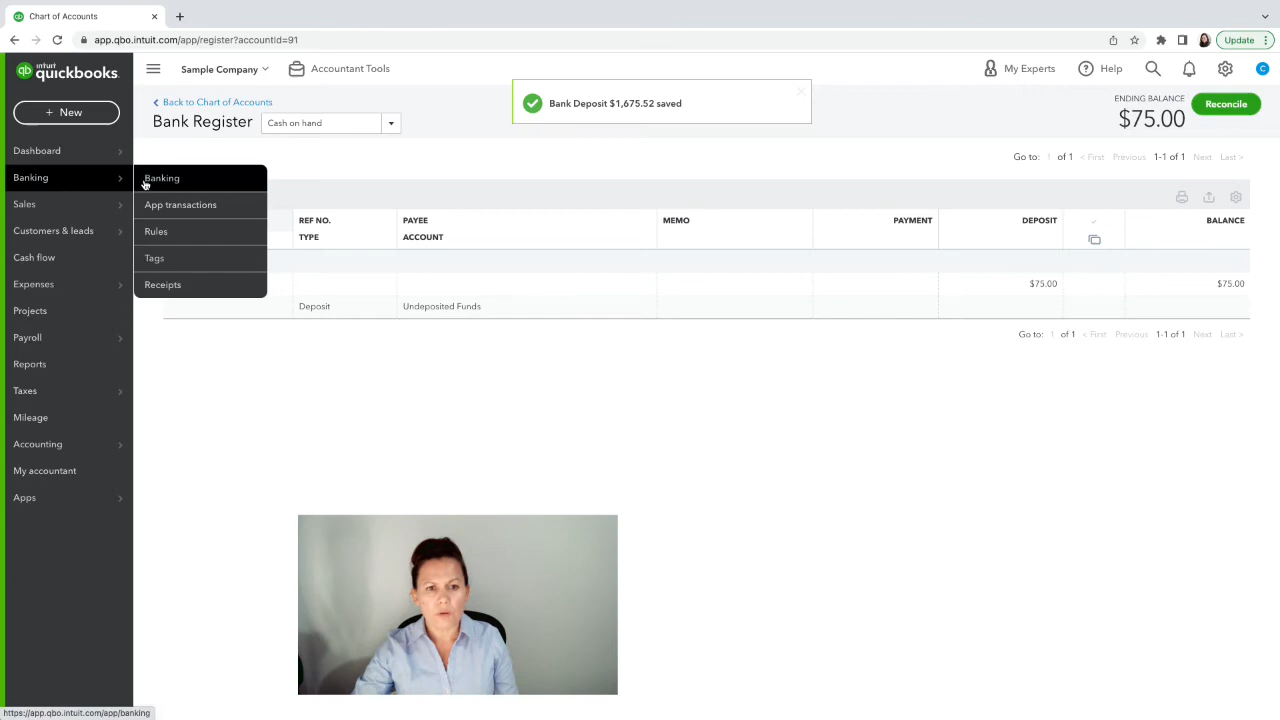 Chart of Accounts
app.qbo.intuit.com/app/register?accountid=91
Update
intuit
quickbooks.
Sample Company
Accountant Tools
My Experts
Help
C
+ New
Back to Chart of Accounts
Bank Register
Cash on hand
Bank Deposit $1,675.52 saved
ENDING BALANCE
$75.00
Reconcile
Go to: 1 of 1 < First Previous 1-1 of 1 Next Last >
Dashboard
Banking
Sales
Customers & leads
Cash flow
Expenses
Projects
Payroll
Reports
Taxes
Mileage
Accounting
My accountant
Apps
Banking
App transactions
Rules
Tags
Receipts
REF NO. PAYEE MEMO PAYMENT DEPOSIT BALANCE
TYPE ACCOUNT
$75.00 $75.00
Deposit Undeposited Funds
Go to: 1 of 1 < First Previous 1-1 of 1 Next Last >
https://app.qbo.intuit.com/app/banking